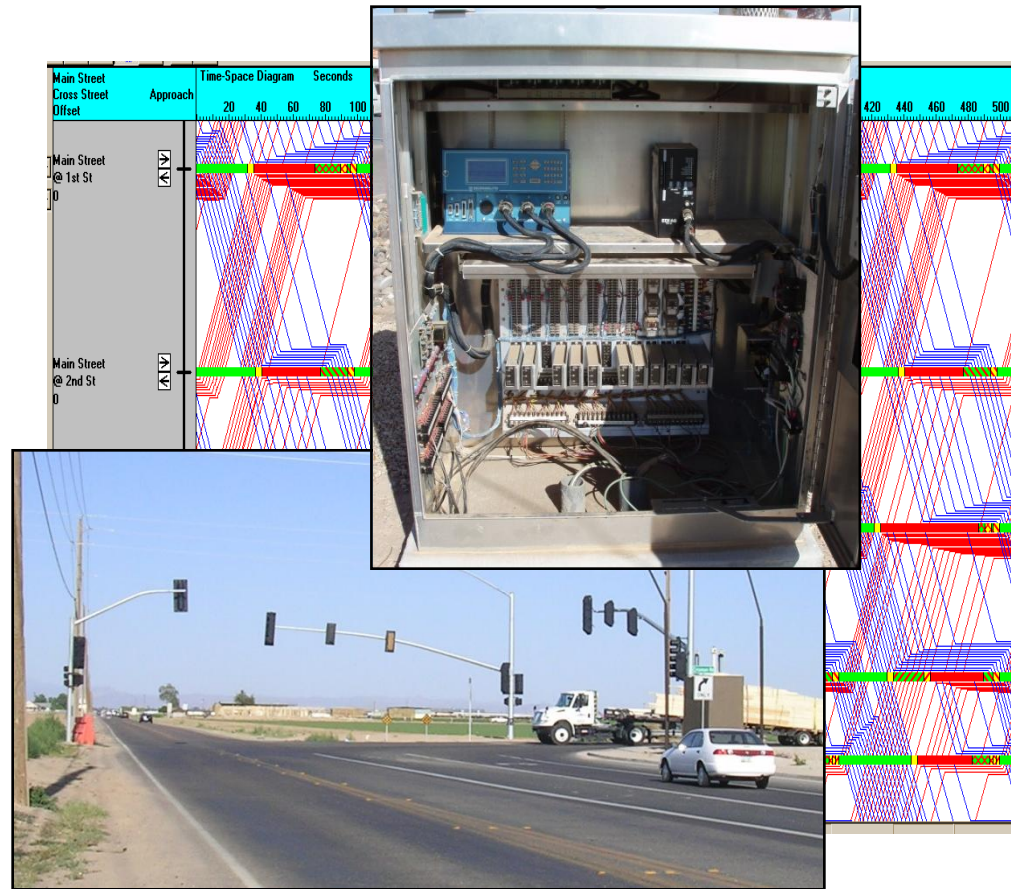 Main Street
Cross Street
Offset
Approach
Time-Space Diagram Seconds
20 40 60 80 100
420 440 460 480 500
Main Street
@ 1st St
0
Main Street
@ 2nd St
0
ONLY